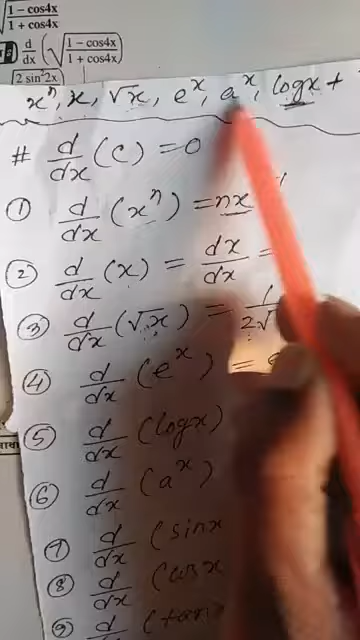 √(1 − cos4x / 1 + cos4x)
d/dx (√(1−cos4x / 1+cos4x))
2 sin²2x
xⁿ, x, √x, eˣ, aˣ, logx +
# d/dx (c) = 0
① d/dx (xⁿ) = nx
② d/dx (x) = dx/dx =
③ d/dx (√x) = 1/2√
④ d/dx (eˣ) =
⑤ d/dx (logx)
⑥ d/dx (aˣ)
⑦ d/dx (sinx
⑧ d/dx (cosx
⑨ d/dx (tanx